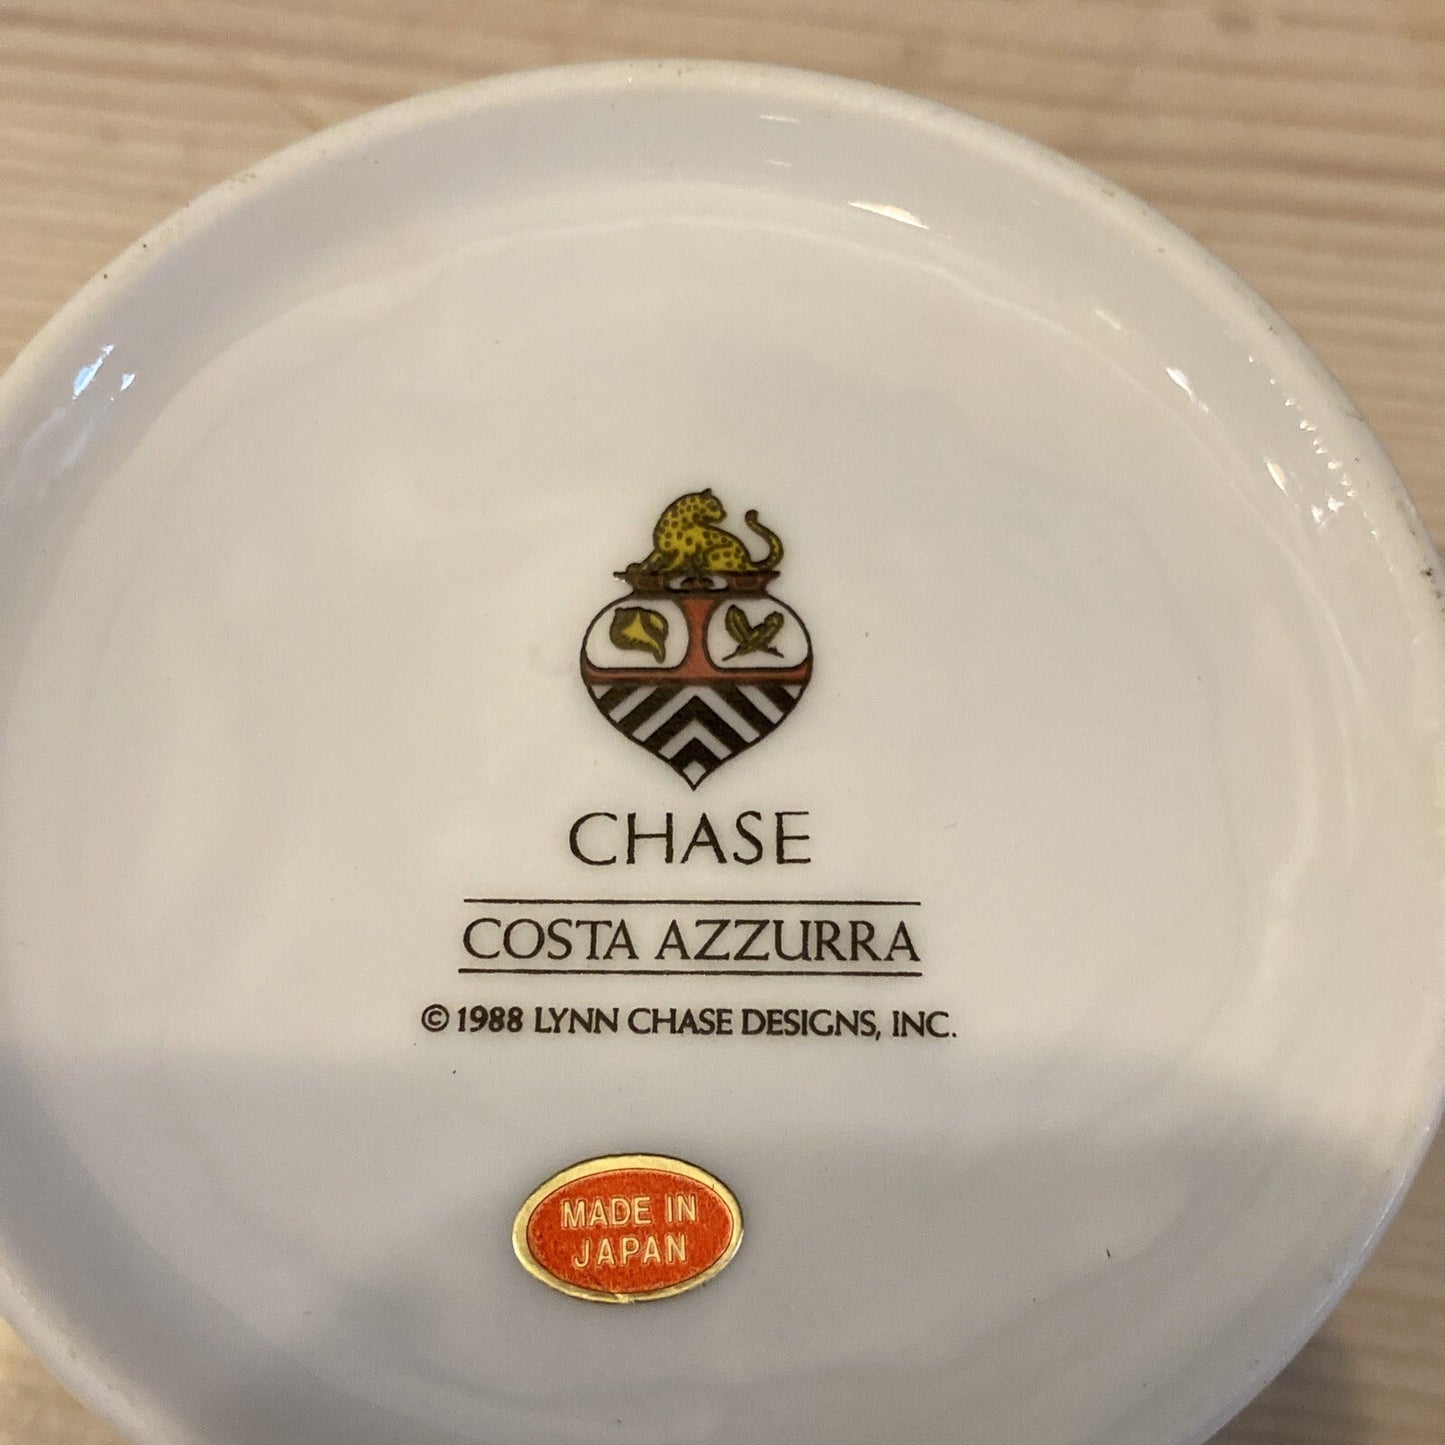 CHASE
COSTA AZZURRA
© 1988 LYNN CHASE DESIGNS, INC.
MADE IN
JAPAN